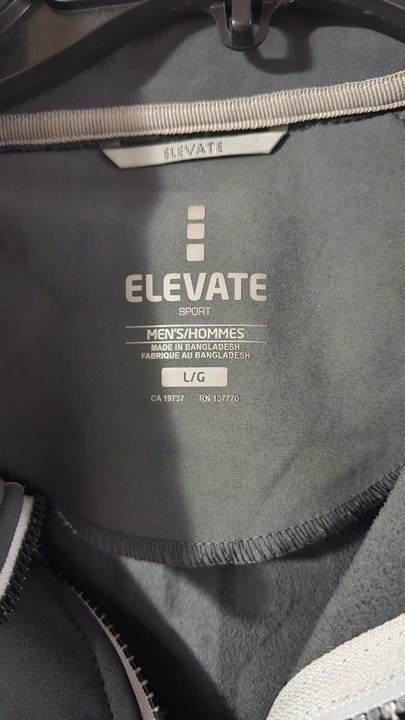 ELEVATE
ELEVATE
SPORT
MEN'S/HOMMES
MADE IN BANGLADESH
FABRIQUE AU BANGLADESH
L/G
CA 19737 RN 137770